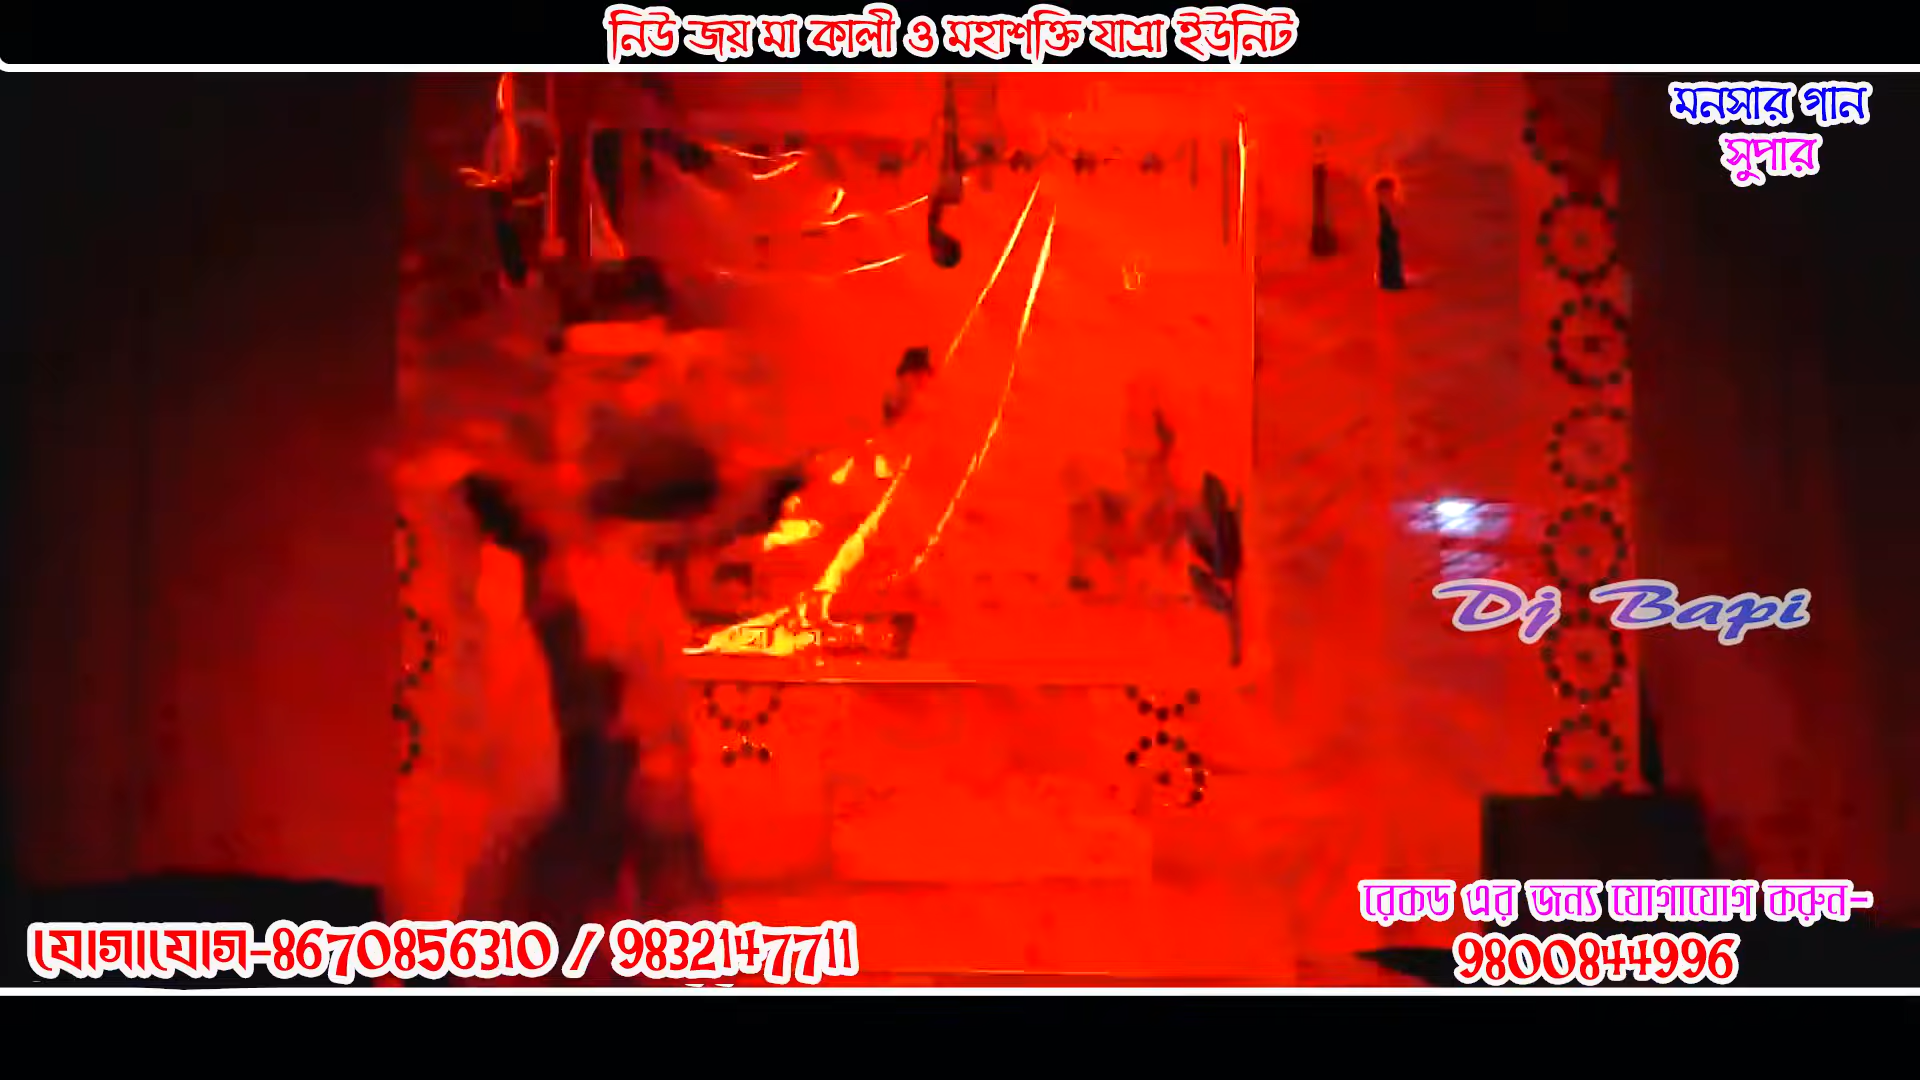 নিউ জয় মা কালী ও মহাশক্তি যাত্রা ইউনিট
মনসার গান
সুপার
Dj Bapi
রেকড এর জন্য যোগাযোগ করুন-
9800844996
যোগাযোগ-8670856310 / 9832147711